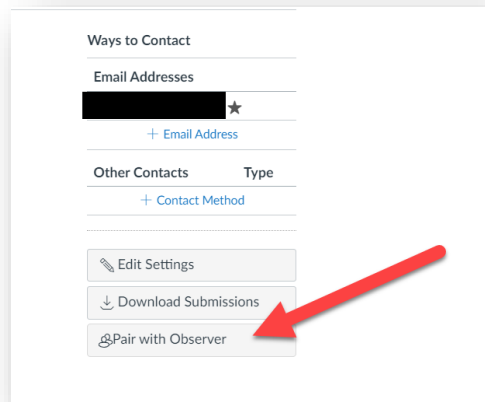 Ways to Contact
Email Addresses
+ Email Address
Other Contacts Type
+ Contact Method
Edit Settings
Download Submissions
Pair with Observer